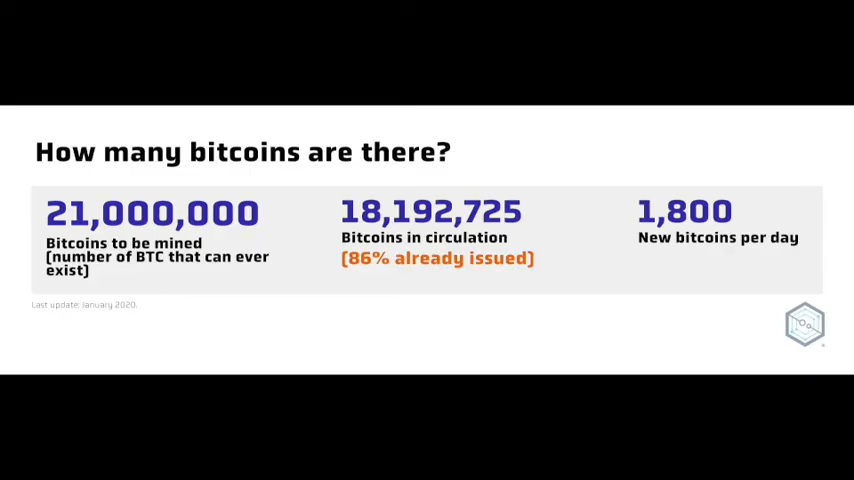 How many bitcoins are there?
21,000,000
Bitcoins to be mined
(number of BTC that can ever
exist)
18,192,725
Bitcoins in circulation
(86% already issued)
1,800
New bitcoins per day
Last update: January 2020.